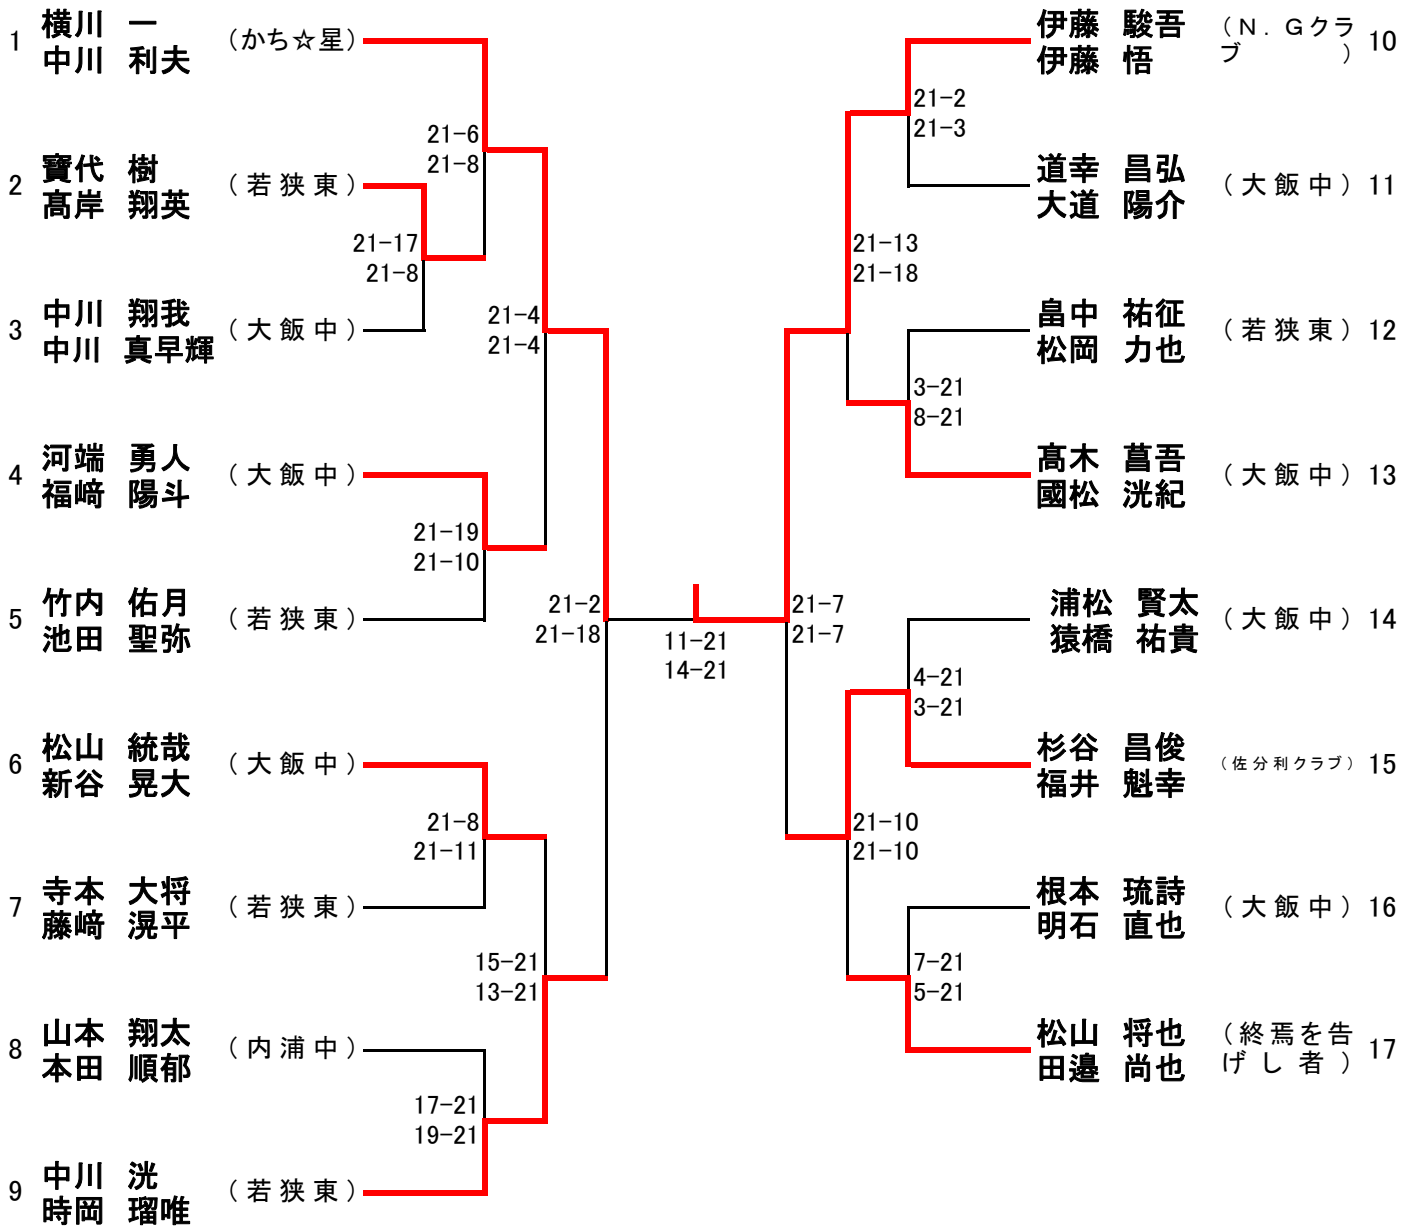 1 横川 一 (かち☆星)
中川 利夫
21-6
21-8
2 寶代 樹 (若狭東)
髙岸 翔英
21-17
21-8
3 中川 翔我 (大飯中)
中川 真早輝
21-4
21-4
4 河端 勇人 (大飯中)
福﨑 陽斗
21-19
21-10
5 竹内 佑月 (若狭東)
池田 聖弥
21-2
21-18
6 松山 統哉 (大飯中)
新谷 晃大
21-8
21-11
7 寺本 大将 (若狭東)
藤﨑 滉平
15-21
13-21
8 山本 翔太 (内浦中)
本田 順郁
17-21
19-21
9 中川 洸 (若狭東)
時岡 瑠唯
11-21
14-21
伊藤 駿吾 (N.Gクラ 10
伊藤 悟 ブ)
21-2
21-3
道幸 昌弘 (大飯中) 11
大道 陽介
21-13
21-18
畠中 祐征 (若狭東) 12
松岡 力也
3-21
8-21
髙木 菖吾 (大飯中) 13
國松 洸紀
21-7
21-7
浦松 賢太 (大飯中) 14
猿橋 祐貴
4-21
3-21
杉谷 昌俊 (佐分利クラブ) 15
福井 魁幸
21-10
21-10
根本 琉詩 (大飯中) 16
明石 直也
7-21
5-21
松山 将也 (終焉を告 17
田邉 尚也 げし者)